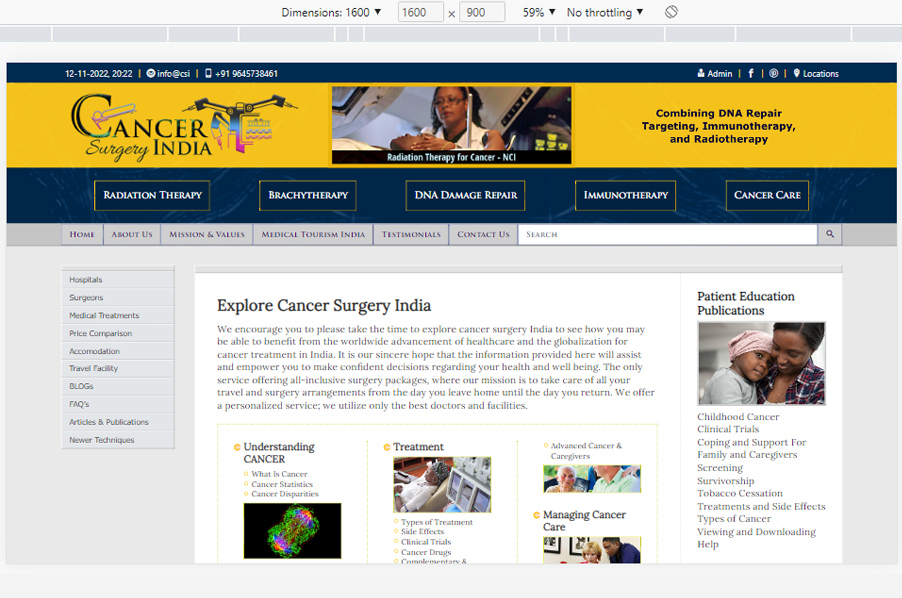 Dimensions: 1600 ▼ 1600 × 900 59% ▼ No throttling ▼
12-11-2022, 20:22 | info@csi | +91 9645738461
Admin | f | | Locations
CANCER
Surgery INDIA
Radiation Therapy for Cancer - NCI
Combining DNA Repair
Targeting, Immunotherapy,
and Radiotherapy
RADIATION THERAPY
BRACHYTHERAPY
DNA DAMAGE REPAIR
IMMUNOTHERAPY
CANCER CARE
HOME
ABOUT US
MISSION & VALUES
MEDICAL TOURISM INDIA
TESTIMONIALS
CONTACT US
SEARCH
Hospitals
Surgeons
Medical Treatments
Price Comparison
Accomodation
Travel Facility
BLOGs
FAQ's
Articles & Publications
Newer Techniques
Explore Cancer Surgery India
We encourage you to please take the time to explore cancer surgery India to see how you may
be able to benefit from the worldwide advancement of healthcare and the globalization for
cancer treatment in India. It is our sincere hope that the information provided here will assist
and empower you to make confident decisions regarding your health and well being. The only
service offering all-inclusive surgery packages, where our mission is to take care of all your
travel and surgery arrangements from the day you leave home until the day you return. We offer
a personalized service; we utilize only the best doctors and facilities.
Understanding
CANCER
What Is Cancer
Cancer Statistics
Cancer Disparities
Treatment
Types of Treatment
Side Effects
Clinical Trials
Cancer Drugs
Complementary &
Advanced Cancer &
Caregivers
Managing Cancer
Care
Patient Education
Publications
Childhood Cancer
Clinical Trials
Coping and Support For
Family and Caregivers
Screening
Survivorship
Tobacco Cessation
Treatments and Side Effects
Types of Cancer
Viewing and Downloading
Help